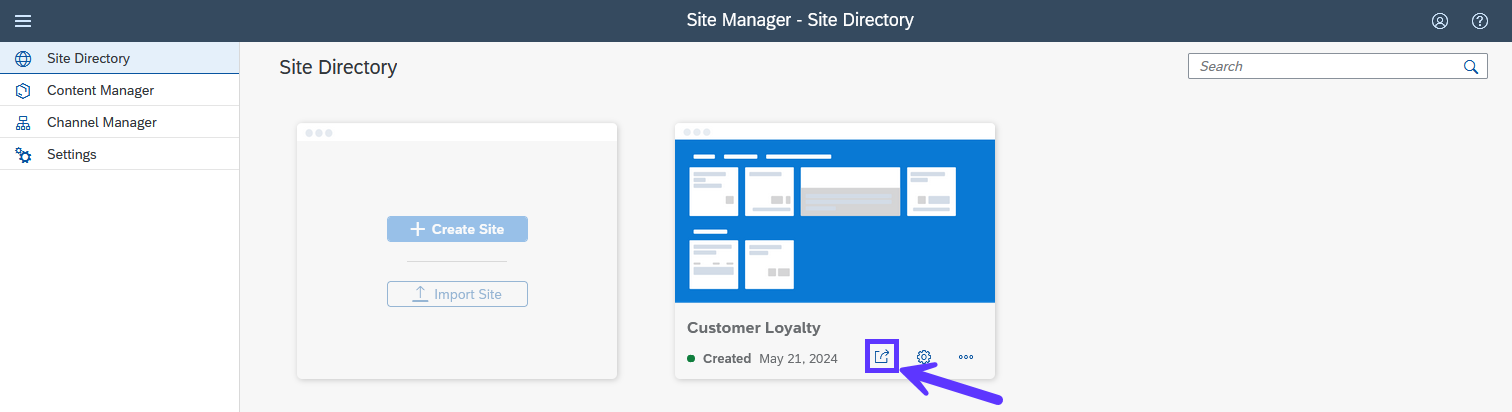 Site Manager - Site Directory
Site Directory
Content Manager
Channel Manager
Settings
Site Directory
Search
Create Site
Import Site
Customer Loyalty
Created May 21, 2024